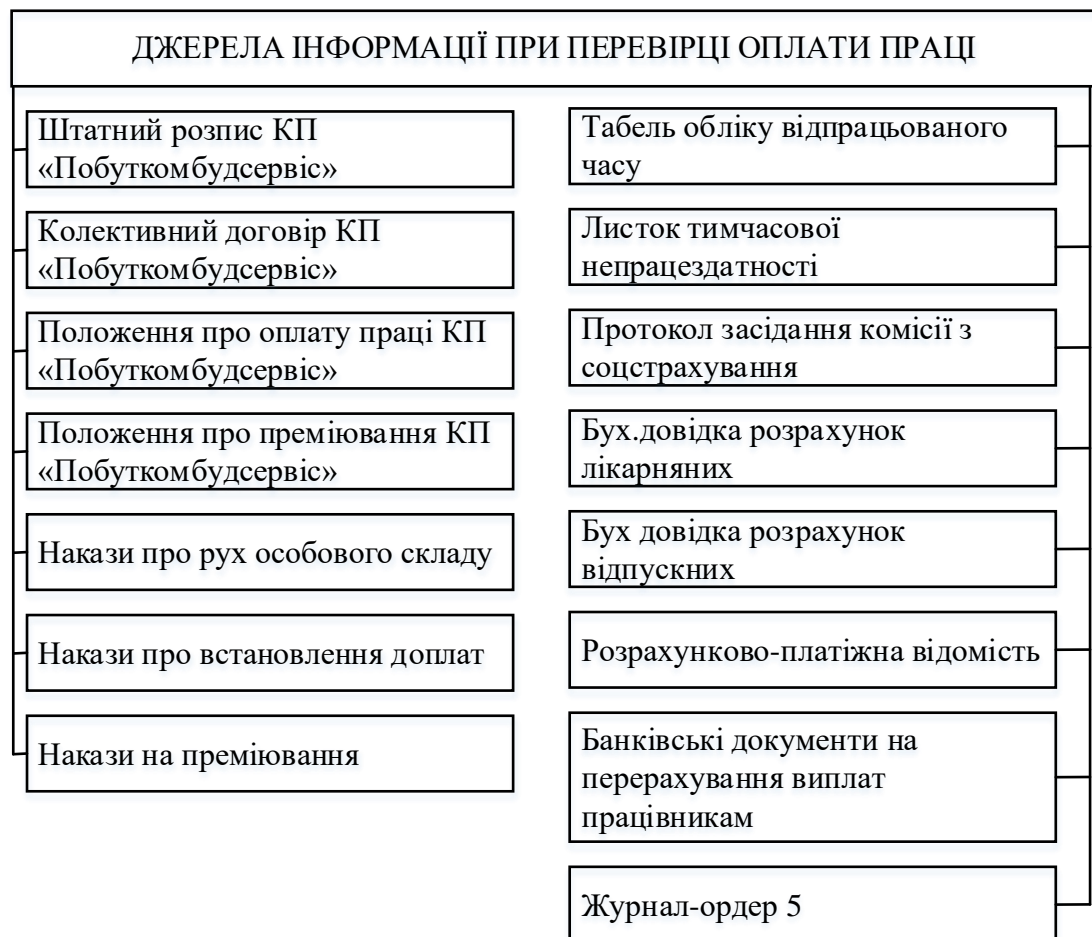 ДЖЕРЕЛА ІНФОРМАЦІЇ ПРИ ПЕРЕВІРЦІ ОПЛАТИ ПРАЦІ
Штатний розпис КП
«Побуткомбудсервіс»
Колективний договір КП
«Побуткомбудсервіс»
Положення про оплату праці КП
«Побуткомбудсервіс»
Положення про преміювання КП
«Побуткомбудсервіс»
Накази про рух особового складу
Накази про встановлення доплат
Накази на преміювання
Табель обліку відпрацьованого
часу
Листок тимчасової
непрацездатності
Протокол засідання комісії з
соцстрахування
Бух.довідка розрахунок
лікарняних
Бух довідка розрахунок
відпускних
Розрахунково-платіжна відомість
Банківські документи на
перерахування виплат
працівникам
Журнал-ордер 5